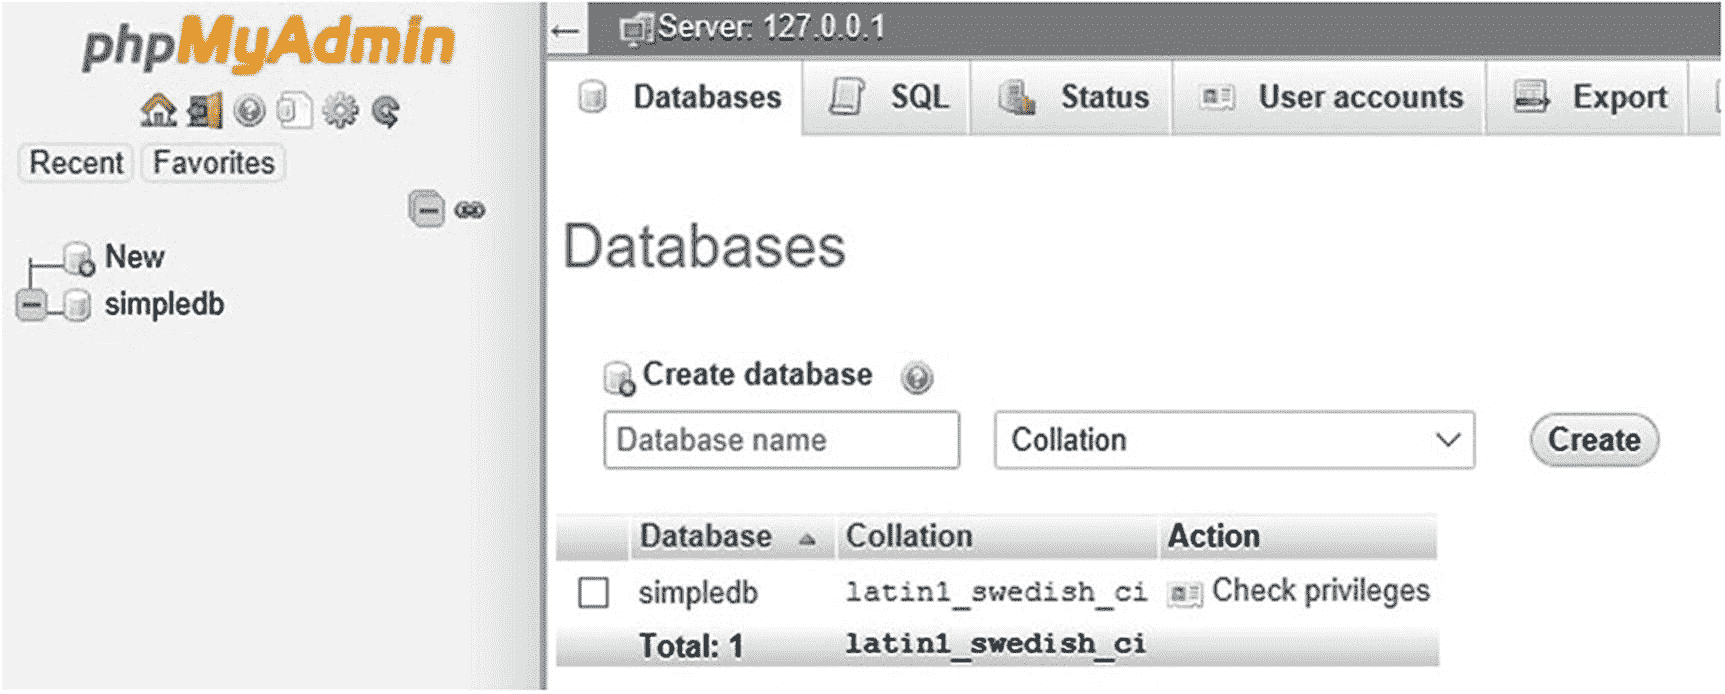 phpMyAdmin
Recent Favorites
New
simpledb
Server: 127.0.0.1
Databases SQL Status User accounts Export
Databases
Create database
Database name Collation Create
Database Collation Action
simpledb latin1_swedish_ci Check privileges
Total: 1 latin1_swedish_ci